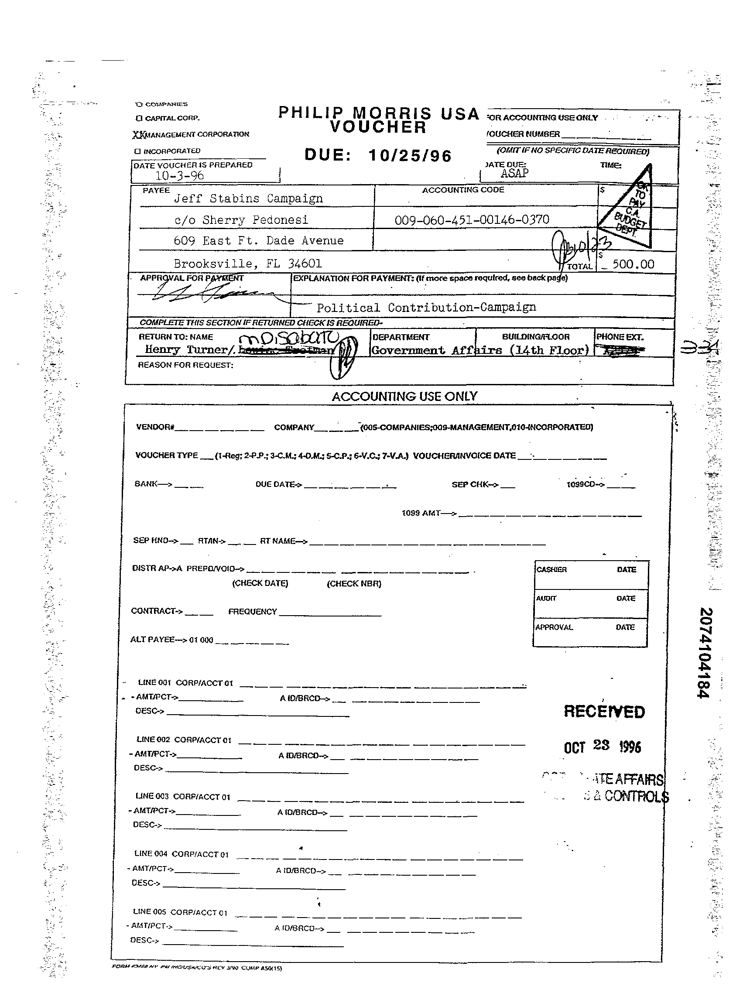 ☐ COMPANIES
☐ CAPITAL CORP.
XX MANAGEMENT CORPORATION
☐ INCORPORATED
PHILIP MORRIS USA
VOUCHER
DUE: 10/25/96
FOR ACCOUNTING USE ONLY
VOUCHER NUMBER
(OMIT IF NO SPECIFIC DATE REQUIRED)
DATE VOUCHER IS PREPARED
10-3-96
DATE DUE: TIME:
ASAP
PAYEE
Jeff Stabins Campaign
c/o Sherry Pedonesi
609 East Ft. Dade Avenue
Brooksville, FL 34601
ACCOUNTING CODE
009-060-451-00146-0370
$
OK
TO
PAY
C.A.
BUDGET
DEPT.
10/23
TOTAL $ 500.00
APPROVAL FOR PAYMENT
EXPLANATION FOR PAYMENT: (If more space required, see back page)
Political Contribution-Campaign
COMPLETE THIS SECTION IF RETURNED CHECK IS REQUIRED-
RETURN TO: NAME DEPARTMENT BUILDING/FLOOR PHONE EXT.
M DiSabato
Henry Turner/ Government Affairs (14th Floor)
REASON FOR REQUEST:
ACCOUNTING USE ONLY
VENDOR# COMPANY (005-COMPANIES;009-MANAGEMENT,010-INCORPORATED)
VOUCHER TYPE (1-Reg; 2-P.P.; 3-C.M.; 4-D.M.; 5-C.P.; 6-V.C.; 7-V.A.) VOUCHER/INVOICE DATE
BANK--> DUE DATE-> SEP CHK--> 1099CD-->
1099 AMT-->
SEP HND--> RTAN-> RT NAME-->
DISTR AP->A PREPD/VOID-->
(CHECK DATE) (CHECK NBR)
CASHIER DATE
AUDIT DATE
APPROVAL DATE
CONTRACT-> FREQUENCY
ALT PAYEE--> 01 000
LINE 001 CORP/ACCT 01
- AMT/PCT-> A ID/BRCD-->
DESC->
RECEIVED
OCT 23 1996
LINE 002 CORP/ACCT 01
- AMT/PCT-> A ID/BRCD-->
DESC->
ATE AFFAIRS
S & CONTROLS
LINE 003 CORP/ACCT 01
- AMT/PCT-> A ID/BRCD-->
DESC->
LINE 004 CORP/ACCT 01
- AMT/PCT-> A ID/BRCD-->
DESC->
LINE 005 CORP/ACCT 01
- AMT/PCT-> A ID/BRCD-->
DESC->
2074104184